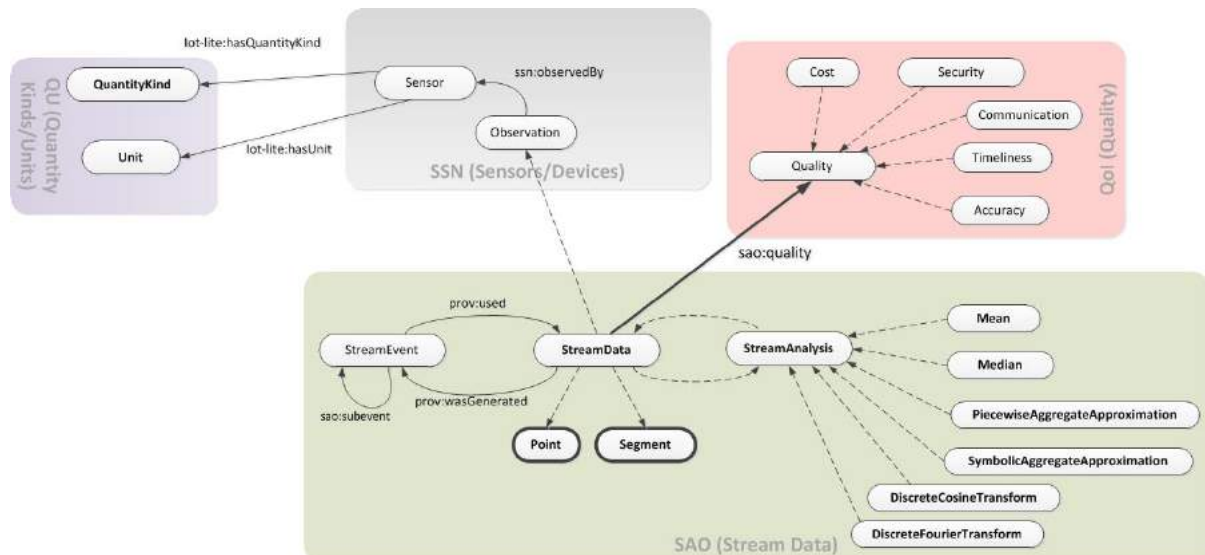 Iot-lite:hasQuantityKind
QuantityKind
Unit
QU (Quantity
Kinds/Units)
Iot-lite:hasUnit
Sensor
ssn:observedBy
Observation
SSN (Sensors/Devices)
Cost
Security
Communication
Quality
Timeliness
Accuracy
QoI (Quality)
sao:quality
prov:used
StreamEvent
StreamData
StreamAnalysis
sao:subevent
prov:wasGenerated
Point
Segment
Mean
Median
PiecewiseAggregateApproximation
SymbolicAggregateApproximation
DiscreteCosineTransform
DiscreteFourierTransform
SAO (Stream Data)